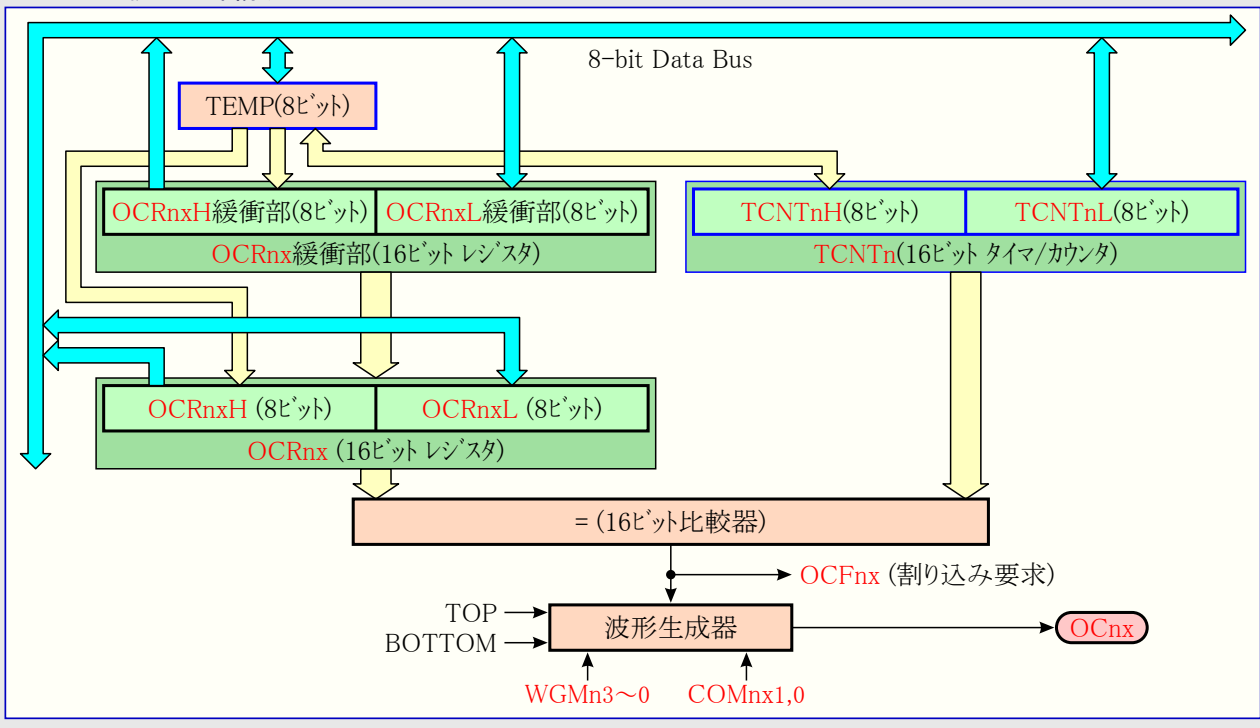 8-bit Data Bus
TEMP(8ﾋﾞｯﾄ)
OCRnxH緩衝部(8ﾋﾞｯﾄ) OCRnxL緩衝部(8ﾋﾞｯﾄ)
OCRnx緩衝部(16ﾋﾞｯﾄ ﾚｼﾞｽﾀ)
TCNTnH(8ﾋﾞｯﾄ) TCNTnL(8ﾋﾞｯﾄ)
TCNTn(16ﾋﾞｯﾄ ﾀｲﾏ/ｶｳﾝﾀ)
OCRnxH (8ﾋﾞｯﾄ) OCRnxL (8ﾋﾞｯﾄ)
OCRnx (16ﾋﾞｯﾄ ﾚｼﾞｽﾀ)
= (16ﾋﾞｯﾄ比較器)
OCFnx (割り込み要求)
TOP
BOTTOM
波形生成器
OCnx
WGMn3～0 COMnx1,0